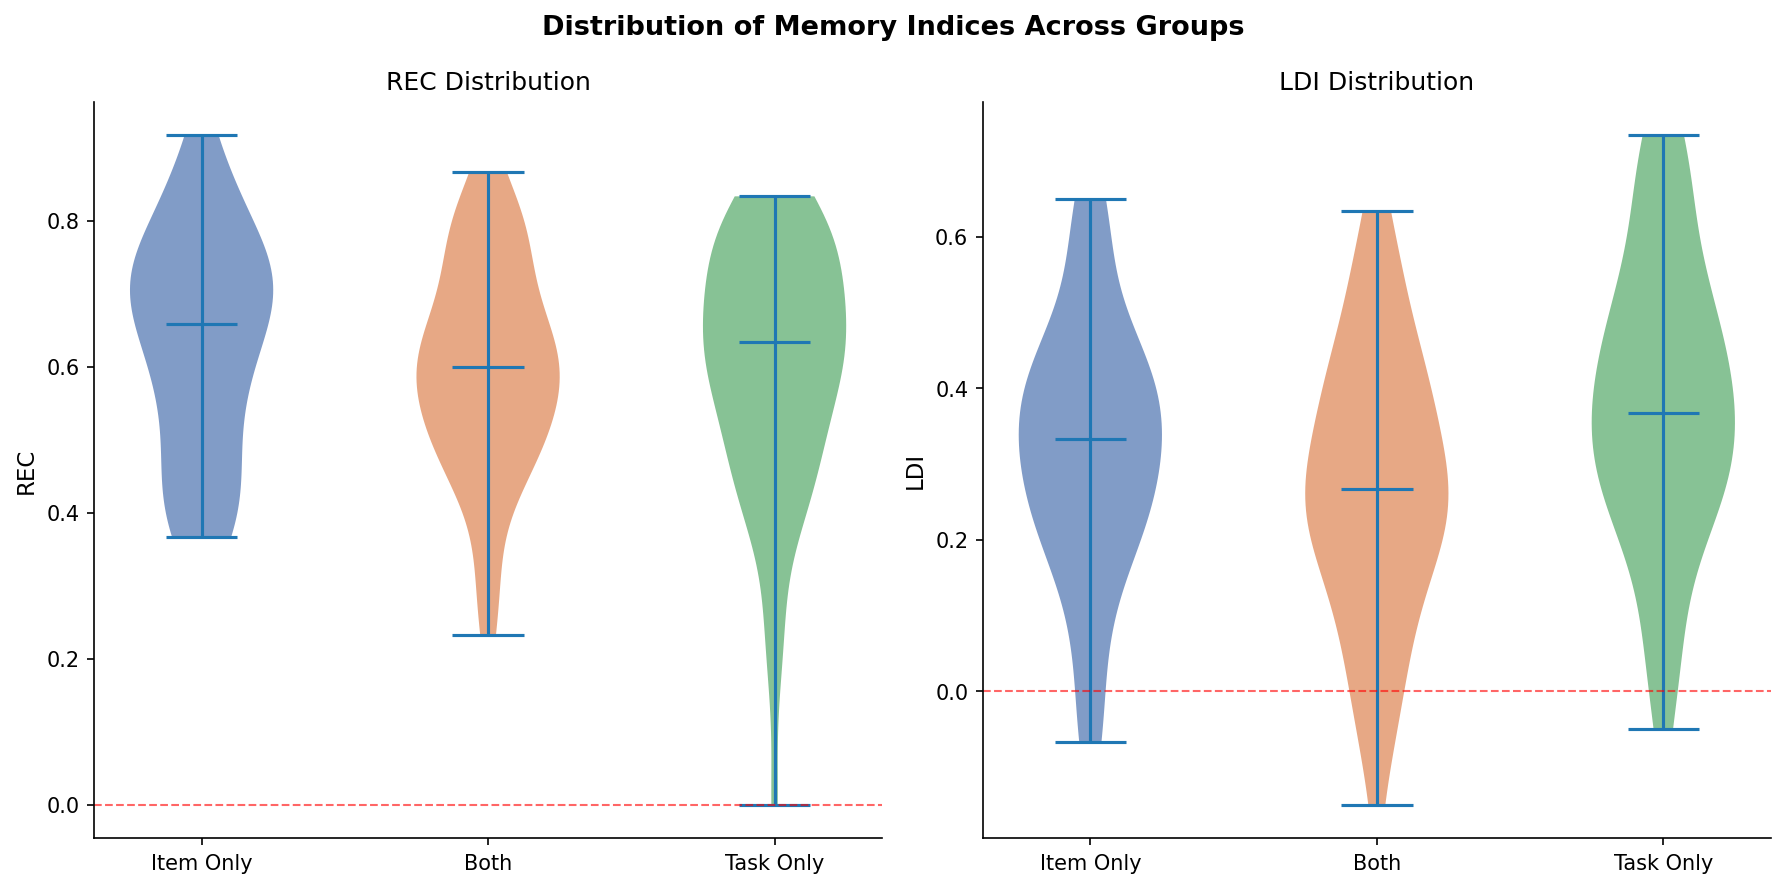 Distribution of Memory Indices Across Groups
REC Distribution
REC
0.8
0.6
0.4
0.2
0.0
Item Only Both Task Only
LDI Distribution
LDI
0.6
0.4
0.2
0.0
Item Only Both Task Only